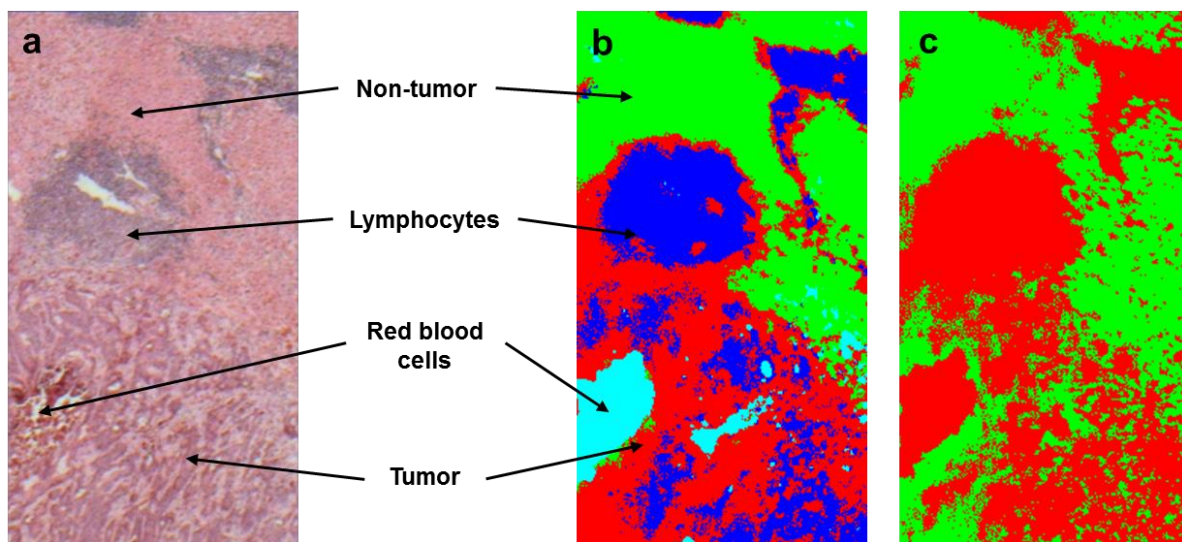 a
b
c
Non-tumor
Lymphocytes
Red blood
cells
Tumor